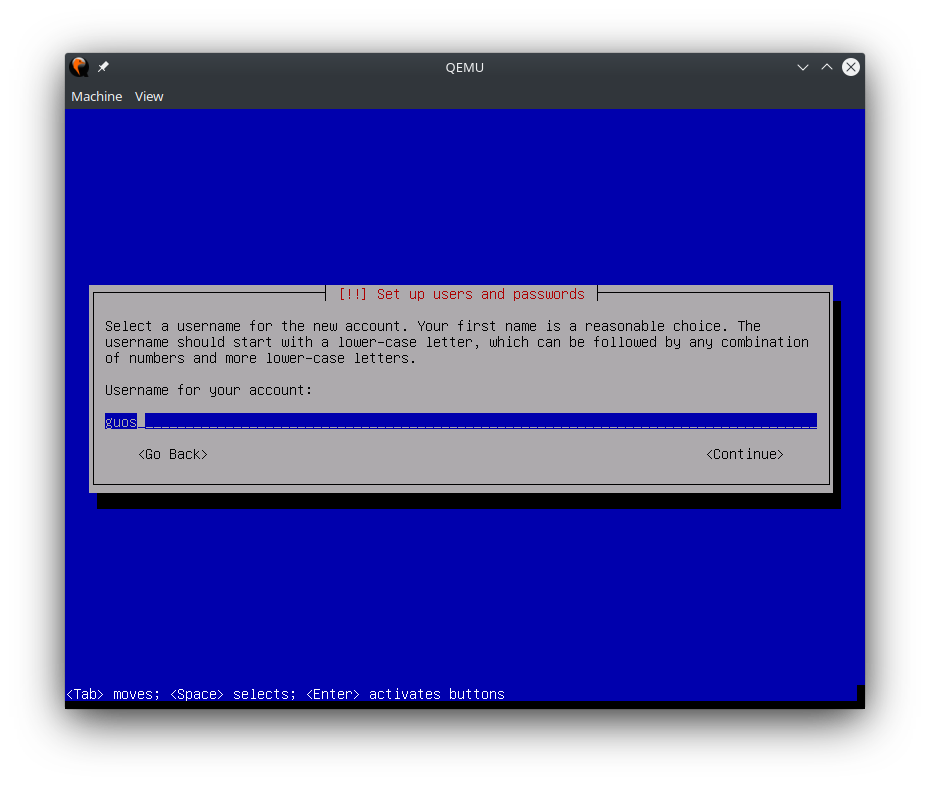 QEMU
Machine View
[!!] Set up users and passwords
Select a username for the new account. Your first name is a reasonable choice. The
username should start with a lower-case letter, which can be followed by any combination
of numbers and more lower-case letters.
Username for your account:
guos
<Go Back> <Continue>
<Tab> moves; <Space> selects; <Enter> activates buttons